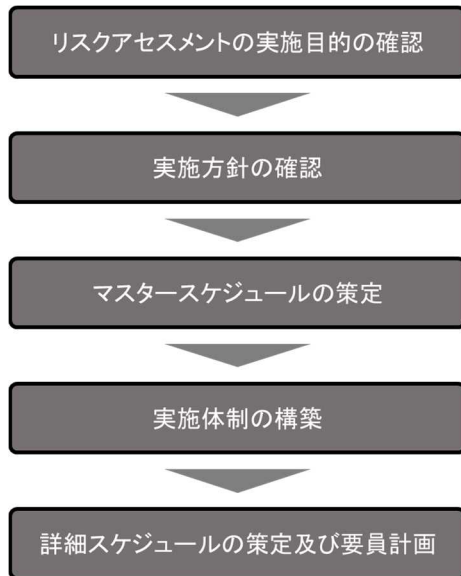 リスクアセスメントの実施目的の確認
実施方針の確認
マスタースケジュールの策定
実施体制の構築
詳細スケジュールの策定及び要員計画